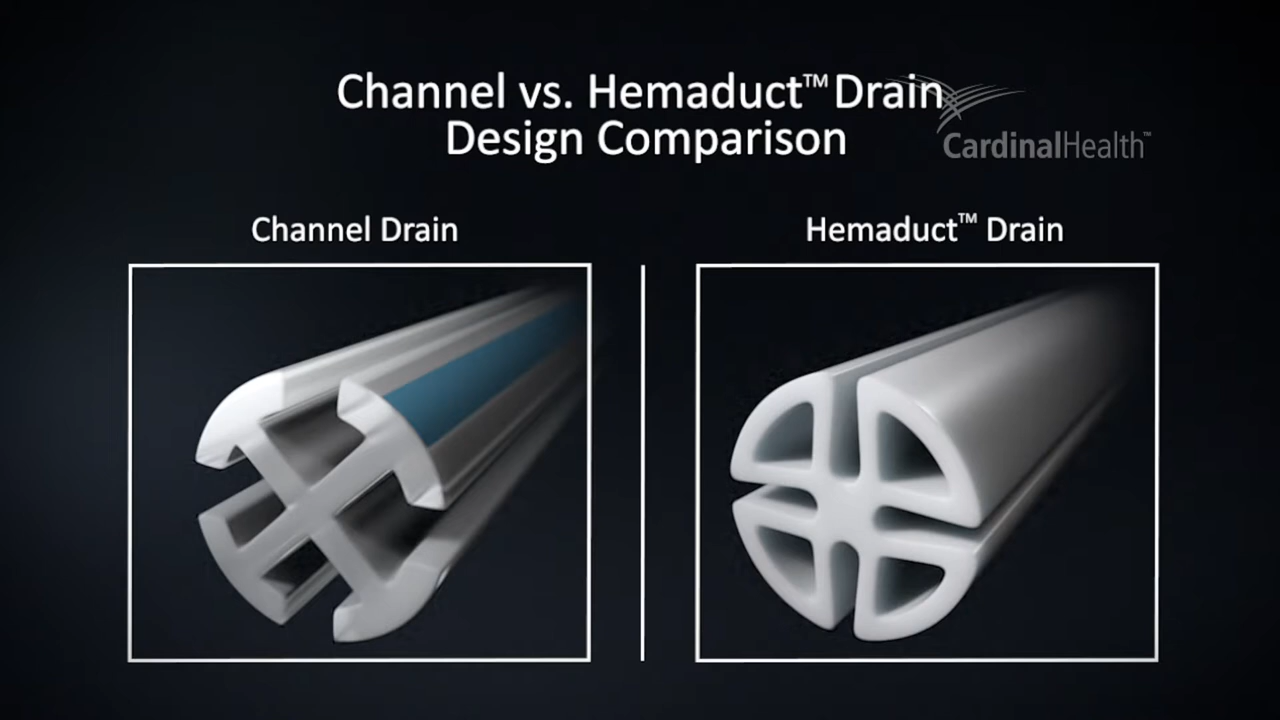 Channel vs. Hemaduct™ Drain
Design Comparison
CardinalHealth™
Channel Drain
Hemaduct™ Drain